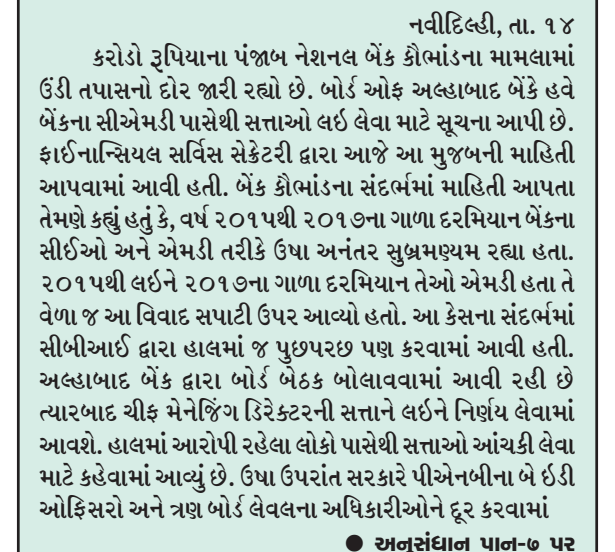 નવીદિલ્હી, તા. ૧૪
કરોડો રૂપિયાના પંજાબ નેશનલ બેંક કૌભાંડના મામલામાં
ઉંડી તપાસનો દોર જારી રહ્યો છે. બોર્ડ ઓફ અલ્હાબાદ બેંકે હવે
બેંકના સીએમડી પાસેથી સત્તાઓ લઇ લેવા માટે સૂચના આપી છે.
ફાઈનાન્સિયલ સર્વિસ સેક્રેટરી દ્વારા આજે આ મુજબની માહિતી
આપવામાં આવી હતી. બેંક કૌભાંડના સંદર્ભમાં માહિતી આપતા
તેમણે કહ્યું હતું કે, વર્ષ ૨૦૧૫થી ૨૦૧૭ના ગાળા દરમિયાન બેંકના
સીઈઓ અને એમડી તરીકે ઉષા અનંતર સુબ્રમણ્યમ રહ્યા હતા.
૨૦૧૫થી લઇને ૨૦૧૭ના ગાળા દરમિયાન તેઓ એમડી હતા તે
વેળા જ આ વિવાદ સપાટી ઉપર આવ્યો હતો. આ કેસના સંદર્ભમાં
સીબીઆઈ દ્વારા હાલમાં જ પુછપરછ પણ કરવામાં આવી હતી.
અલ્હાબાદ બેંક દ્વારા બોર્ડ બેઠક બોલાવવામાં આવી રહી છે
ત્યારબાદ ચીફ મેનેજિંગ ડિરેક્ટરની સત્તાને લઇને નિર્ણય લેવામાં
આવશે. હાલમાં આરોપી રહેલા લોકો પાસેથી સત્તાઓ આંચકી લેવા
માટે કહેવામાં આવ્યું છે. ઉષા ઉપરાંત સરકારે પીએનબીના બે ઇડી
ઓફિસરો અને ત્રણ બોર્ડ લેવલના અધિકારીઓને દૂર કરવામાં
● અનુસંધાન પાન-૭ પર